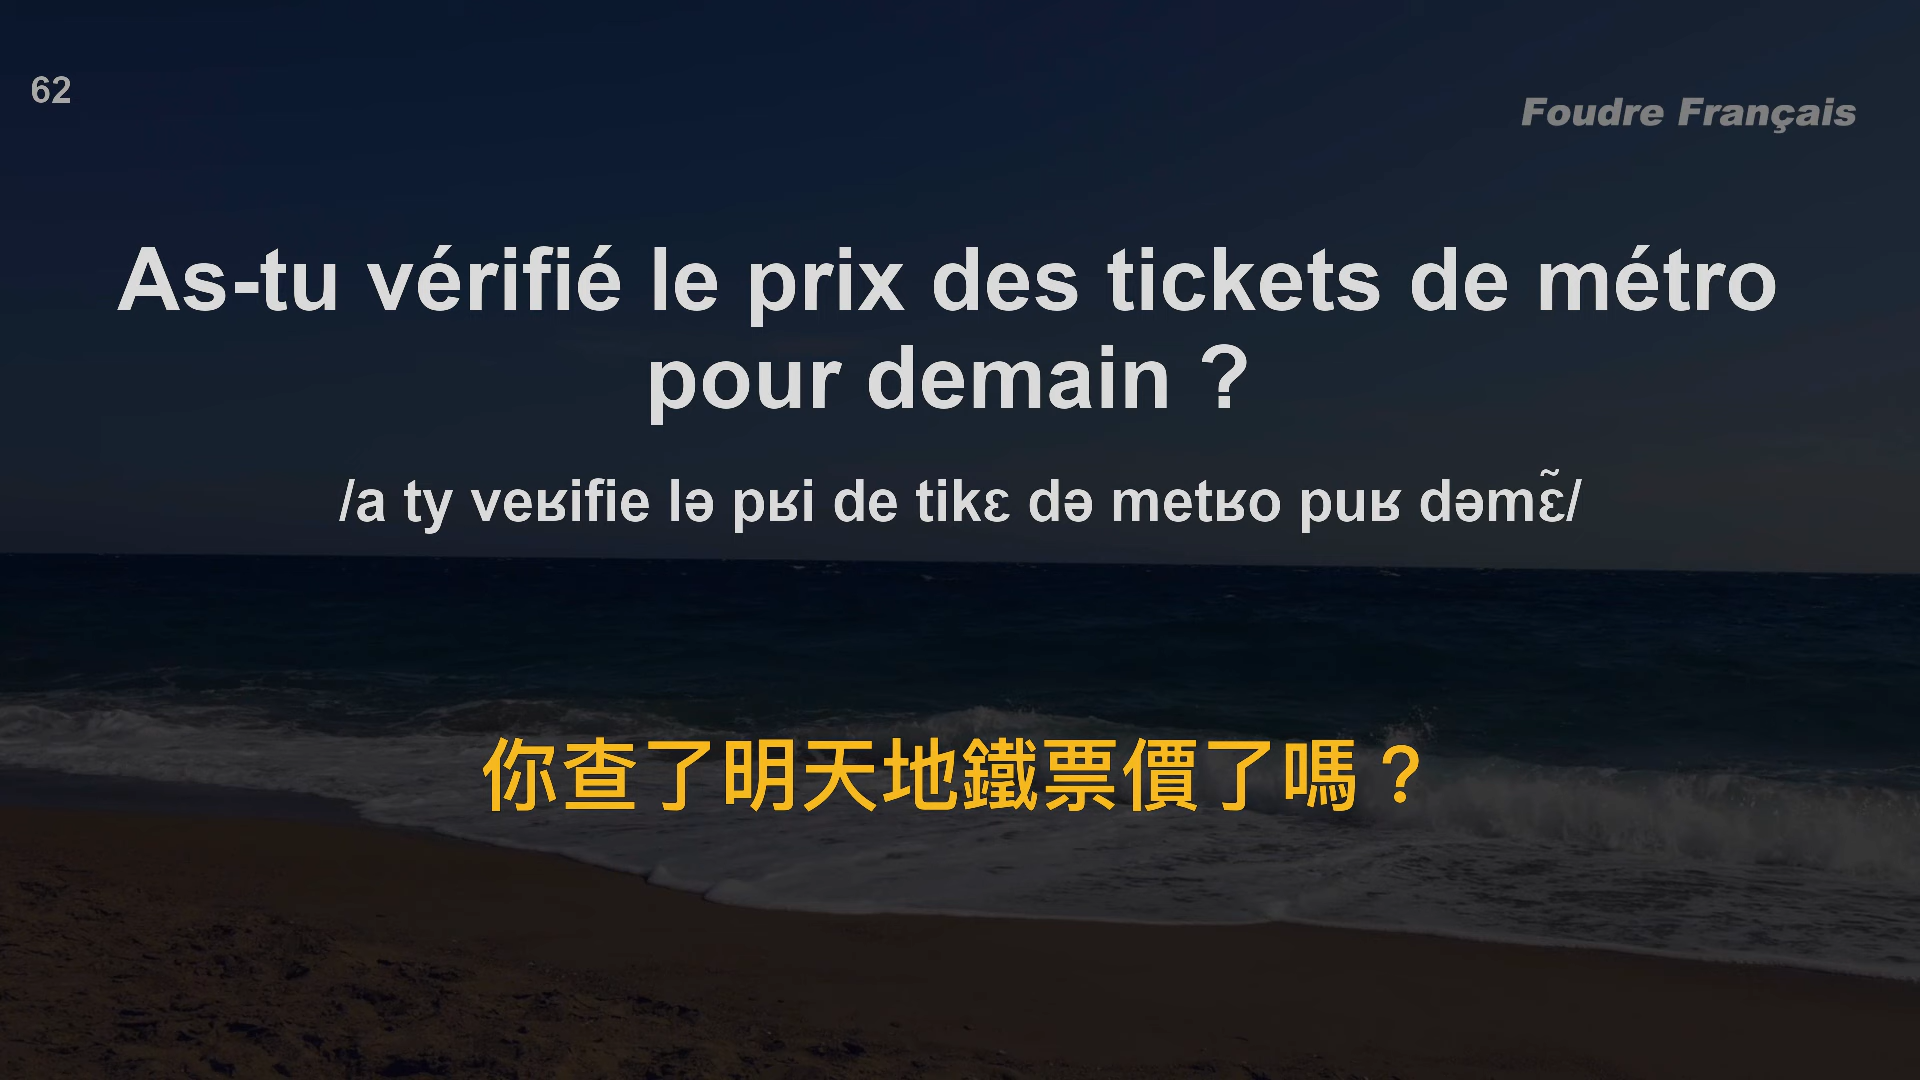 62
Foudre Français
As-tu vérifié le prix des tickets de métro
pour demain ?
/a ty veʁifie lə pʁi de tikɛ də metʁo puʁ dəmɛ̃/
你查了明天地鐵票價了嗎？